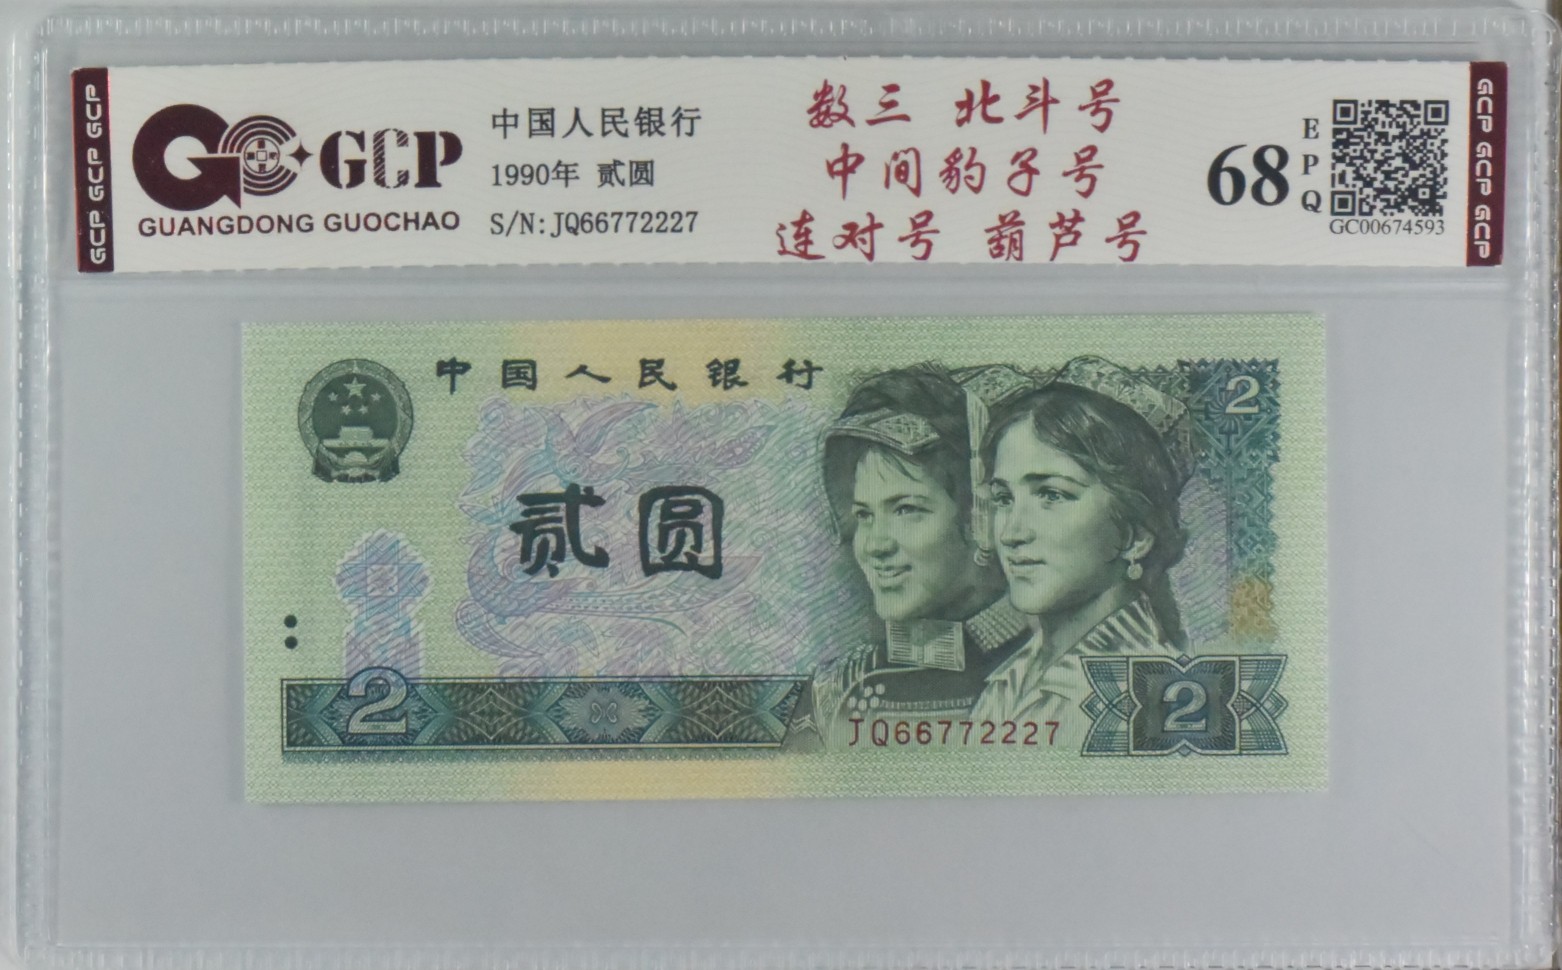 GCP GCP GCP
GCP
GUANGDONG GUOCHAO
中国人民银行
1990年 贰圆
S/N:JQ66772227
数三 北斗号
中间豹子号
连对号 葫芦号
68
EPQ
GC00674593
GCP GCP GCP
中国人民银行
2
贰圆
2
JQ66772227
2